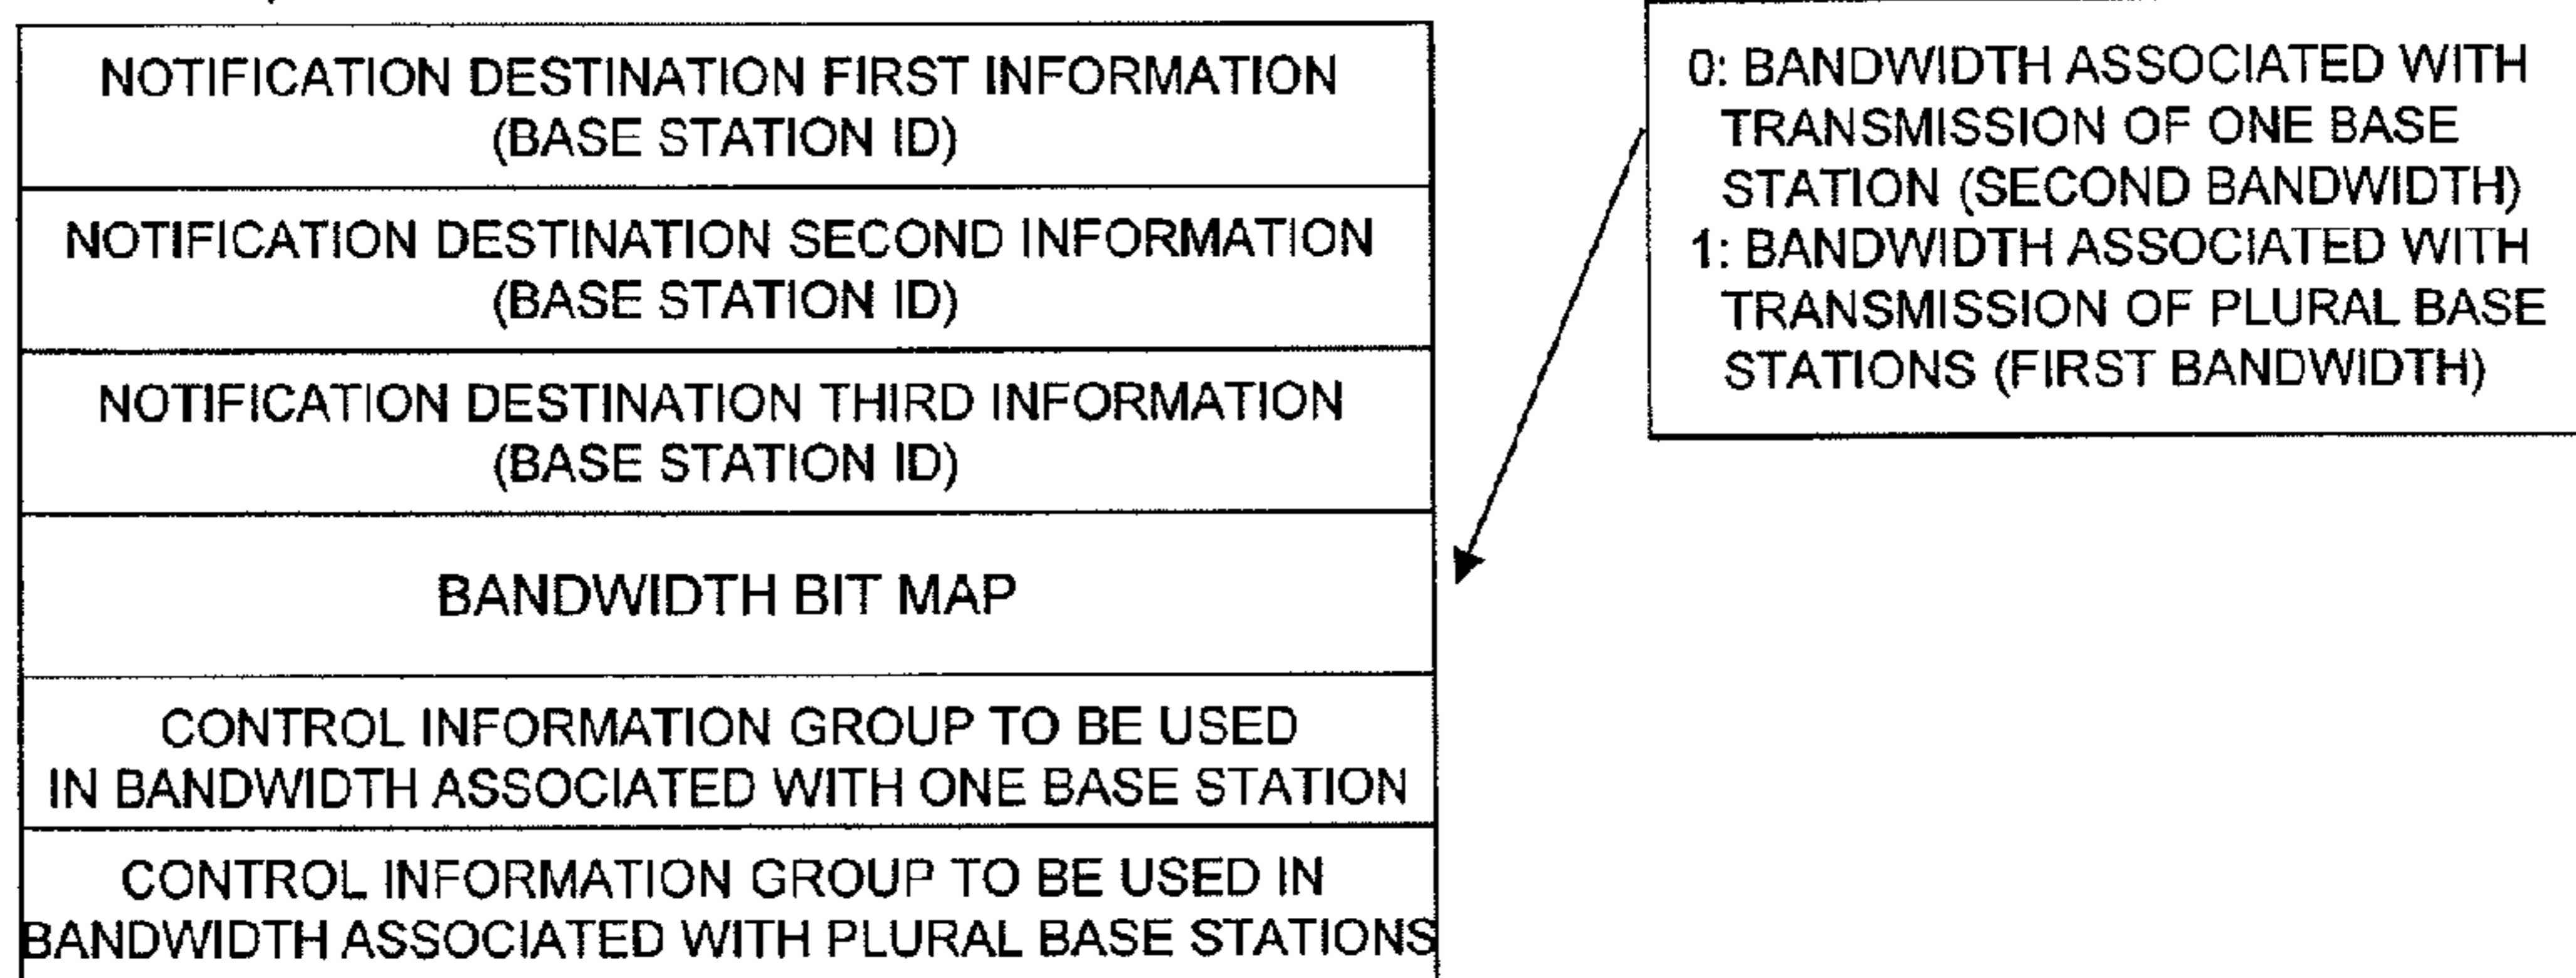 NOTIFICATION DESTINATION FIRST INFORMATION
(BASE STATION ID)
NOTIFICATION DESTINATION SECOND INFORMATION
(BASE STATION ID)
NOTIFICATION DESTINATION THIRD INFORMATION
(BASE STATION ID)
BANDWIDTH BIT MAP
CONTROL INFORMATION GROUP TO BE USED
IN BANDWIDTH ASSOCIATED WITH ONE BASE STATION
CONTROL INFORMATION GROUP TO BE USED IN
BANDWIDTH ASSOCIATED WITH PLURAL BASE STATIONS
0: BANDWIDTH ASSOCIATED WITH
TRANSMISSION OF ONE BASE
STATION (SECOND BANDWIDTH)
1: BANDWIDTH ASSOCIATED WITH
TRANSMISSION OF PLURAL BASE
STATIONS (FIRST BANDWIDTH)